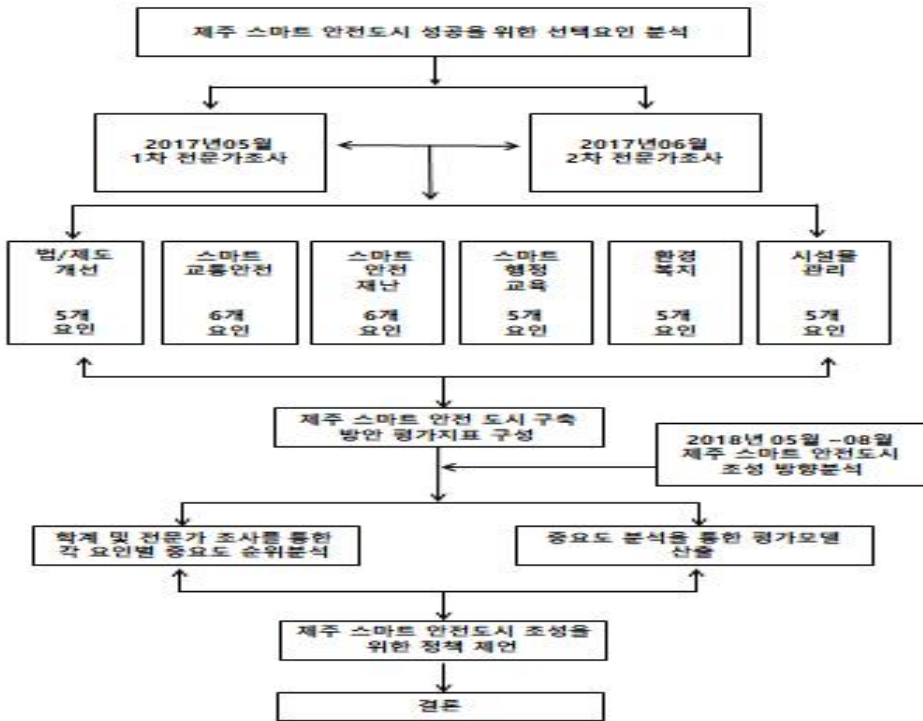 제주 스마트 안전도시 성공을 위한 선택요인 분석
2017년05월
1차 전문가조사
2017년06월
2차 전문가조사
법/제도
개선
5개
요인
스마트
교통안전
6개
요인
스마트
안전
재난
6개
요인
스마트
행정
교육
5개
요인
환경
복지
5개
요인
시설물
관리
5개
요인
제주 스마트 안전 도시 구축
방안 평가지표 구성
2018년 05월 ~08월
제주 스마트 안전도시
조성 방향분석
학계 및 전문가 조사를 통한
각 요인별 중요도 순위분석
중요도 분석을 통한 평가모델
산출
제주 스마트 안전도시 조성을
위한 정책 제언
결론